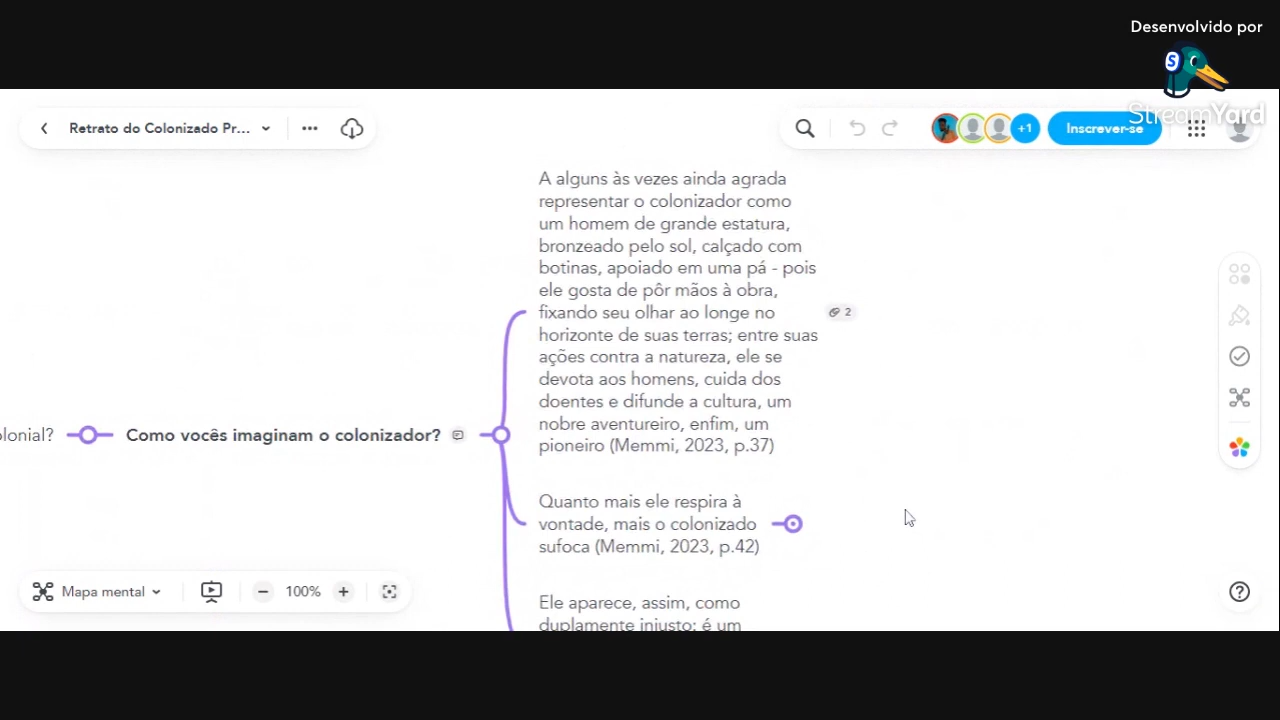 Desenvolvido por
S
StreamYard
Retrato do Colonizado Pr...
+1
Inscrever-se
A alguns às vezes ainda agrada
representar o colonizador como
um homem de grande estatura,
bronzeado pelo sol, calçado com
botinas, apoiado em uma pá - pois
ele gosta de pôr mãos à obra,
fixando seu olhar ao longe no
horizonte de suas terras; entre suas
ações contra a natureza, ele se
devota aos homens, cuida dos
doentes e difunde a cultura, um
nobre aventureiro, enfim, um
pioneiro (Memmi, 2023, p.37)
2
olonial?
Como vocês imaginam o colonizador?
Quanto mais ele respira à
vontade, mais o colonizado
sufoca (Memmi, 2023, p.42)
Ele aparece, assim, como
duplamente injusto: é um
Mapa mental
100%